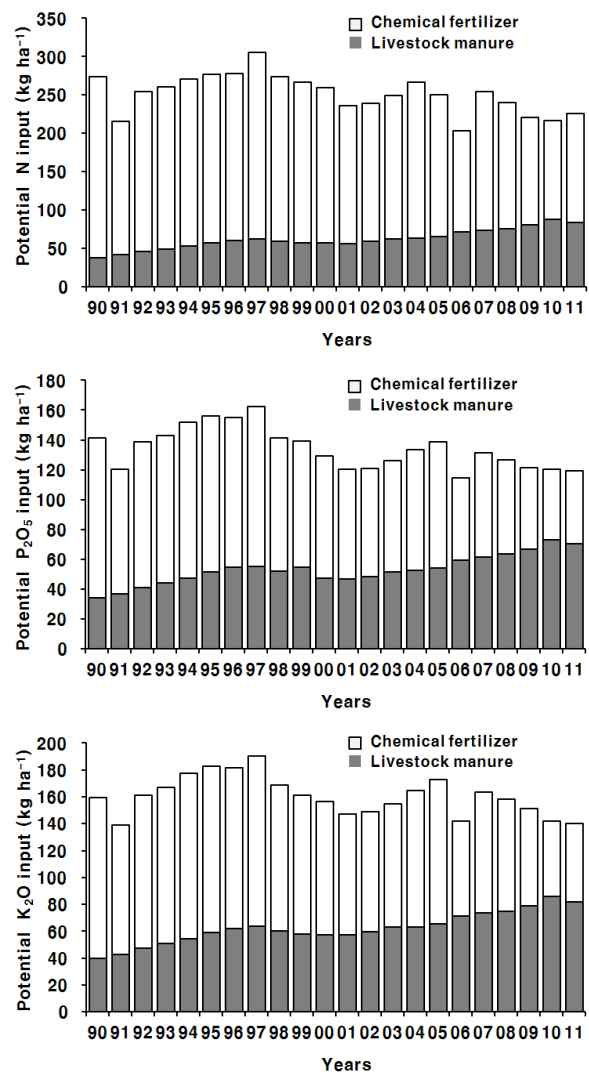 Potential N input (kg ha⁻¹)
350
300
250
200
150
100
50
0
Chemical fertilizer
Livestock manure
90 91 92 93 94 95 96 97 98 99 00 01 02 03 04 05 06 07 08 09 10 11
Years
Potential P₂O₅ input (kg ha⁻¹)
180
160
140
120
100
80
60
40
20
0
Chemical fertilizer
Livestock manure
90 91 92 93 94 95 96 97 98 99 00 01 02 03 04 05 06 07 08 09 10 11
Years
Potential K₂O input (kg ha⁻¹)
200
180
160
140
120
100
80
60
40
20
0
Chemical fertilizer
Livestock manure
90 91 92 93 94 95 96 97 98 99 00 01 02 03 04 05 06 07 08 09 10 11
Years